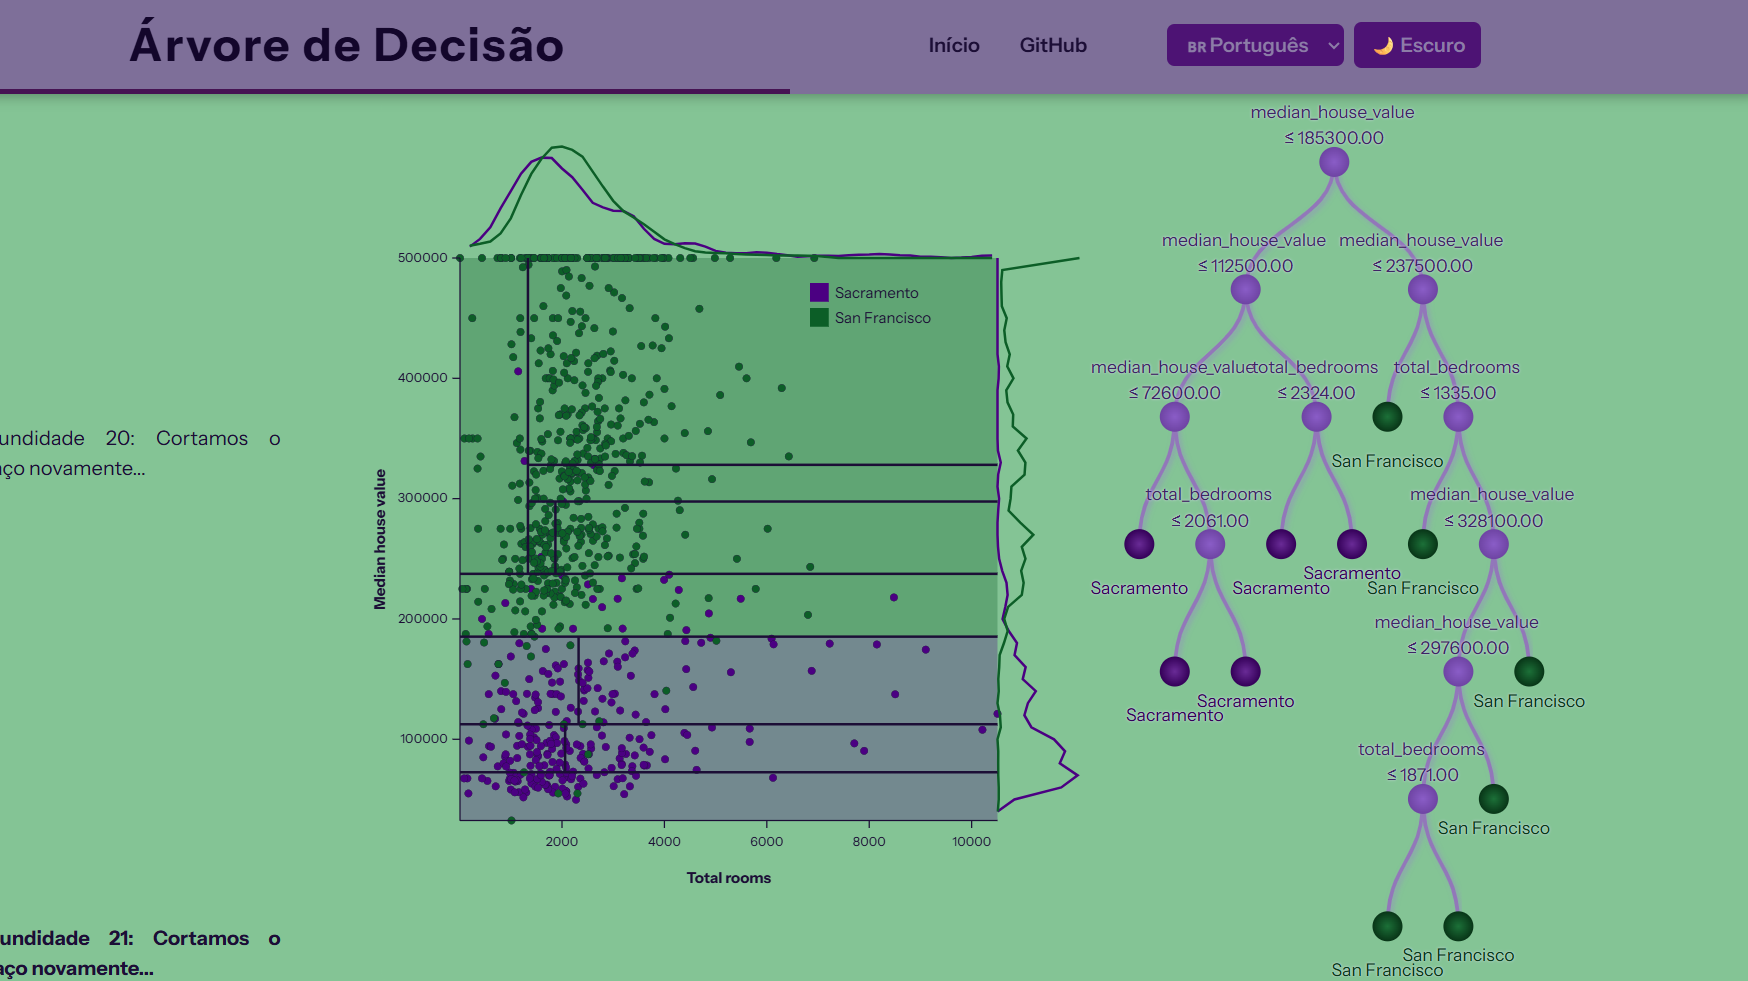 Árvore de Decisão
Início
GitHub
BR Português
🌙 Escuro
undidade 20: Cortamos o
ço novamente...
undidade 21: Cortamos o
aço novamente...
500000
400000
300000
200000
100000
Median house value
2000
4000
6000
8000
10000
Total rooms
Sacramento
San Francisco
median_house_value
≤ 185300.00
median_house_value
≤ 112500.00
median_house_value
≤ 237500.00
median_house_value
≤ 72600.00
total_bedrooms
≤ 2324.00
total_bedrooms
≤ 1335.00
San Francisco
total_bedrooms
≤ 2061.00
median_house_value
≤ 328100.00
Sacramento
Sacramento
Sacramento
San Francisco
median_house_value
≤ 297600.00
Sacramento
Sacramento
San Francisco
total_bedrooms
≤ 1871.00
San Francisco
San Francisco
San Francisco